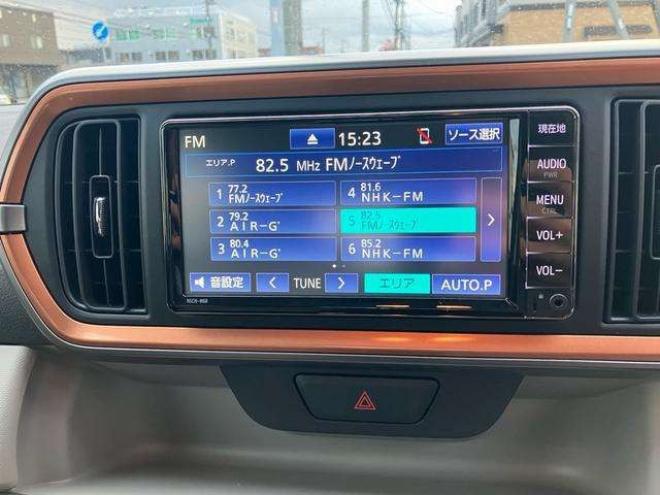 FM
15:23
ソース選択
エリア.P 82.5 MHz FMノースウェーブ
1 77.2 FMノースウェーブ
4 81.6 NHK-FM
2 79.2 AIR-G'
5 82.5 FMノースウェーブ
3 80.4 AIR-G'
6 85.2 NHK-FM
音設定
TUNE
エリア
AUTO.P
現在地
AUDIO
PWR
MENU
CTRL
VOL+
VOL-